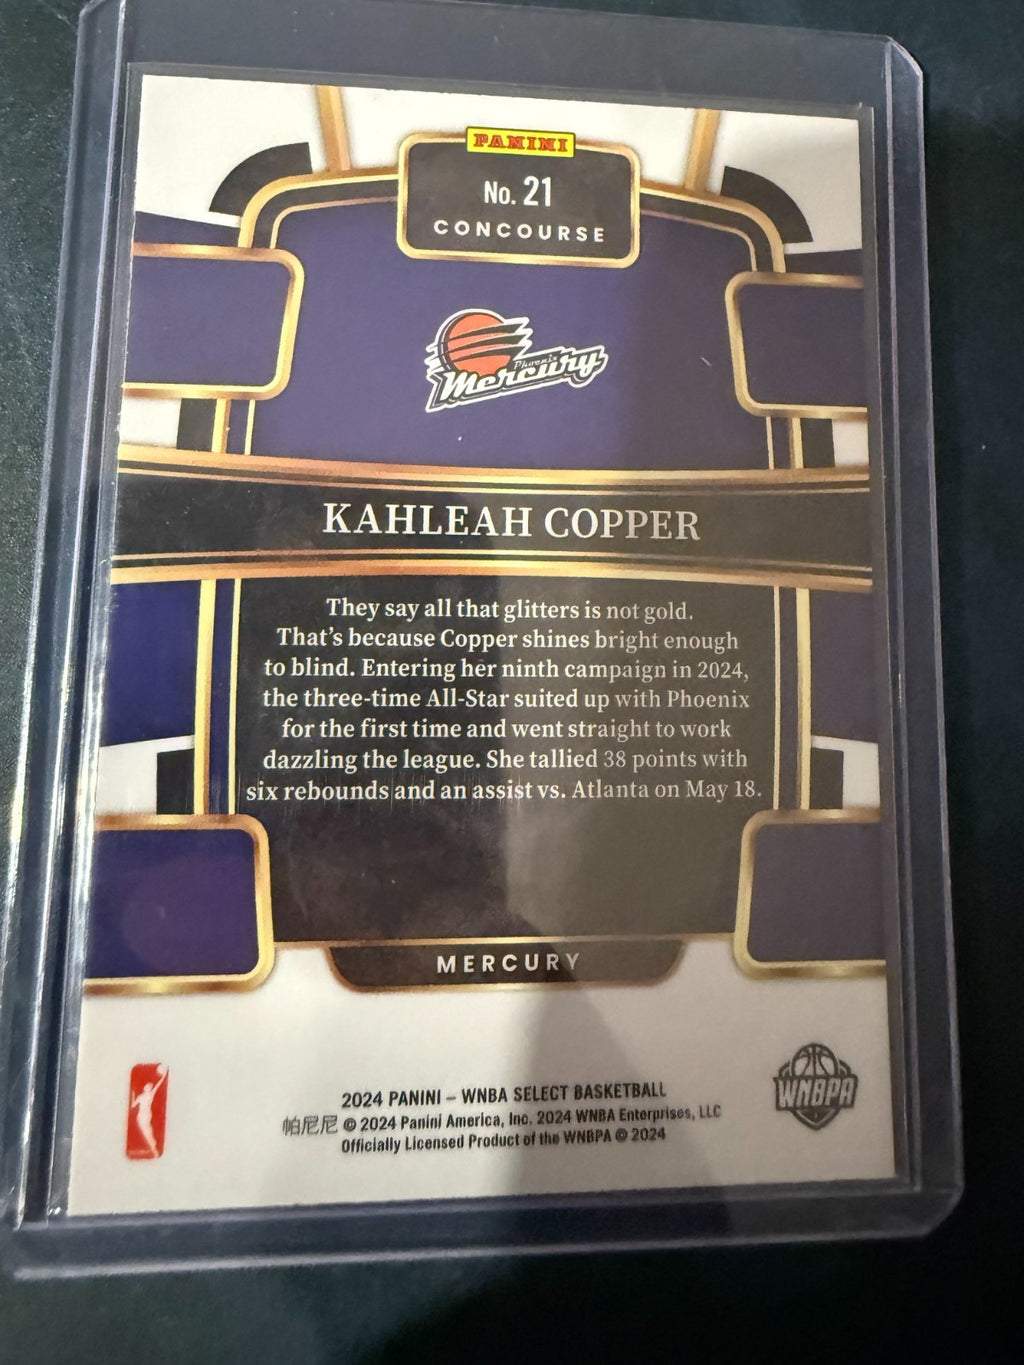 PANINI
No. 21
CONCOURSE
Phoenix
Mercury
KAHLEAH COPPER
They say all that glitters is not gold.
That's because Copper shines bright enough
to blind. Entering her ninth campaign in 2024,
the three-time All-Star suited up with Phoenix
for the first time and went straight to work
dazzling the league. She tallied 38 points with
six rebounds and an assist vs. Atlanta on May 18.
MERCURY
2024 PANINI – WNBA SELECT BASKETBALL
帕尼尼 © 2024 Panini America, Inc. 2024 WNBA Enterprises, LLC
Officially Licensed Product of the WNBPA © 2024
WNBPA